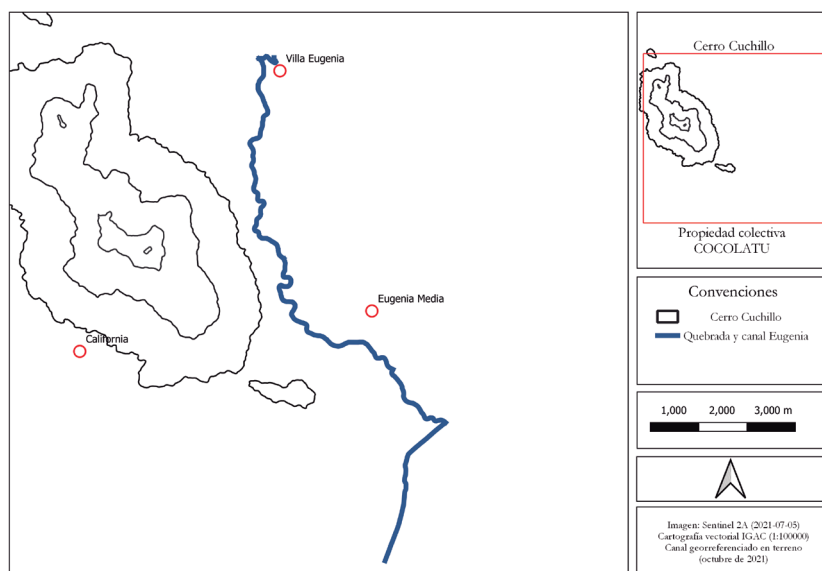 Villa Eugenia
Eugenia Media
California
Cerro Cuchillo
Propiedad colectiva
COCOLATU
Convenciones
Cerro Cuchillo
Quebrada y canal Eugenia
1,000 2,000 3,000 m
Imagen: Sentinel 2A (2021-07-05)
Cartografía vectorial IGAC (1:100000)
Canal georreferenciado en terreno
(octubre de 2021)